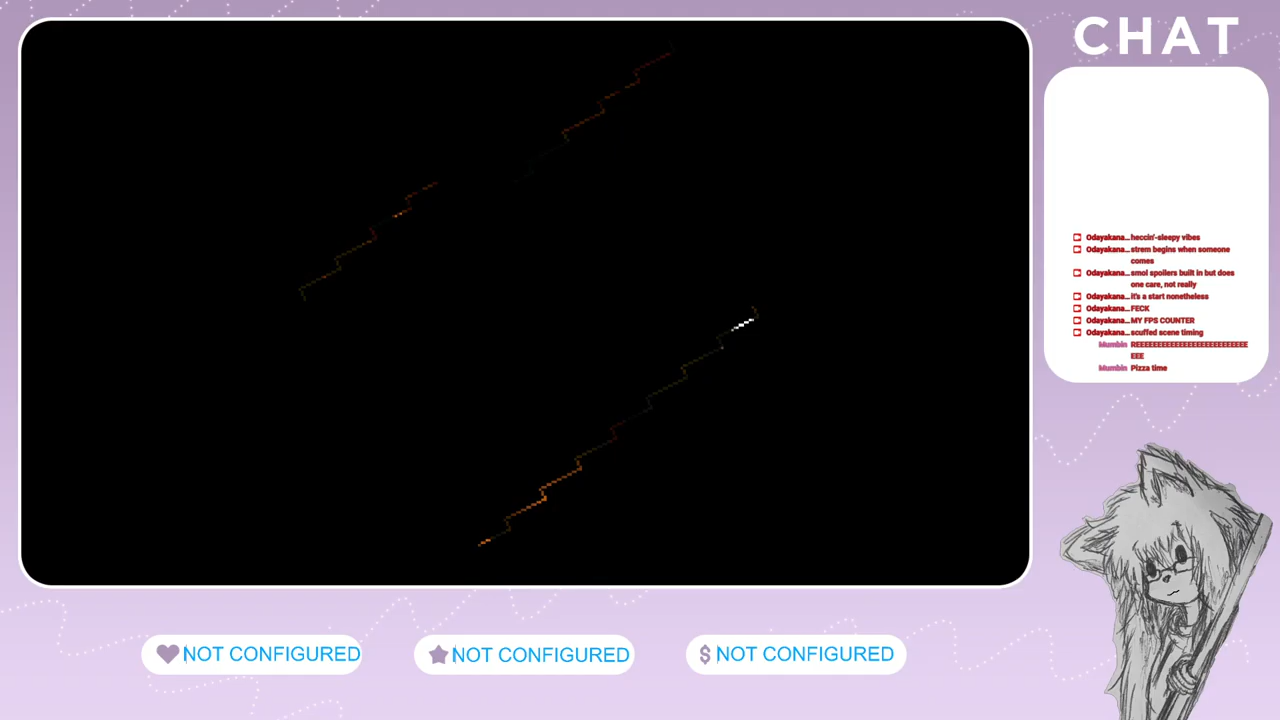 CHAT
Odayakana... heccin'-sleepy vibes
Odayakana... strem begins when someone
comes
Odayakana... smol spoilers built in but does
one care, not really
Odayakana... it's a start nonetheless
Odayakana... FECK
Odayakana... MY FPS COUNTER
Odayakana... scuffed scene timing
Mumbin REEEEEEEEEEEEEEEEEEEEEEEEEE
EEE
Mumbin Pizza time
NOT CONFIGURED
NOT CONFIGURED
$ NOT CONFIGURED